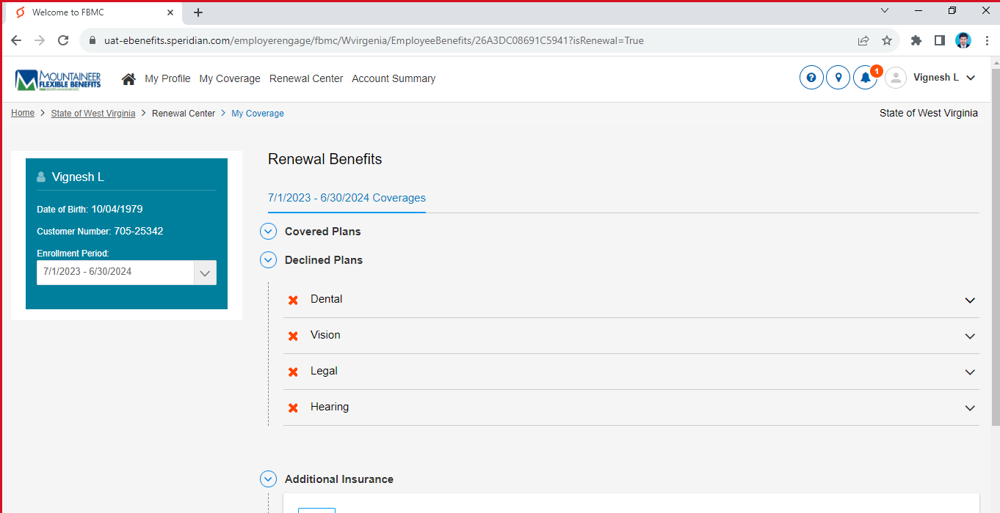 Welcome to FBMC
uat-ebenefits.speridian.com/employerengage/fbmc/Wvirgenia/EmployeeBenefits/26A3DC08691C5941?isRenewal=True
MOUNTAINEER
FLEXIBLE BENEFITS
My Profile My Coverage Renewal Center Account Summary
1
Vignesh L
Home > State of West Virginia > Renewal Center > My Coverage
State of West Virginia
Vignesh L
Date of Birth: 10/04/1979
Customer Number: 705-25342
Enrollment Period:
7/1/2023 - 6/30/2024
Renewal Benefits
7/1/2023 - 6/30/2024 Coverages
Covered Plans
Declined Plans
Dental
Vision
Legal
Hearing
Additional Insurance